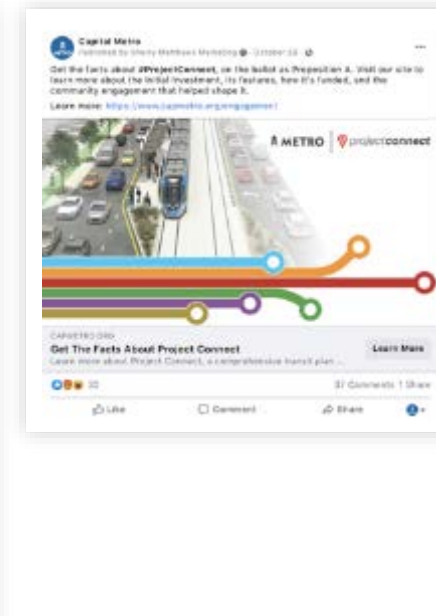 Capital Metro
Published by Sherry Matthews Marketing · October
Get the facts about #ProjectConnect, on the ballot as Proposition A. Visit our site to
learn more about the Initial Investment, its features, how it's funded, and the
community engagement that helped shape it.
Learn more: https://www.capmetro.org/engagement
METRO projectconnect
METRO
CAPMETRO.ORG
Get The Facts About Project Connect
Learn more about Project Connect, a comprehensive transit plan ...
Learn More
37 Comments 1 Share
Like Comment Share